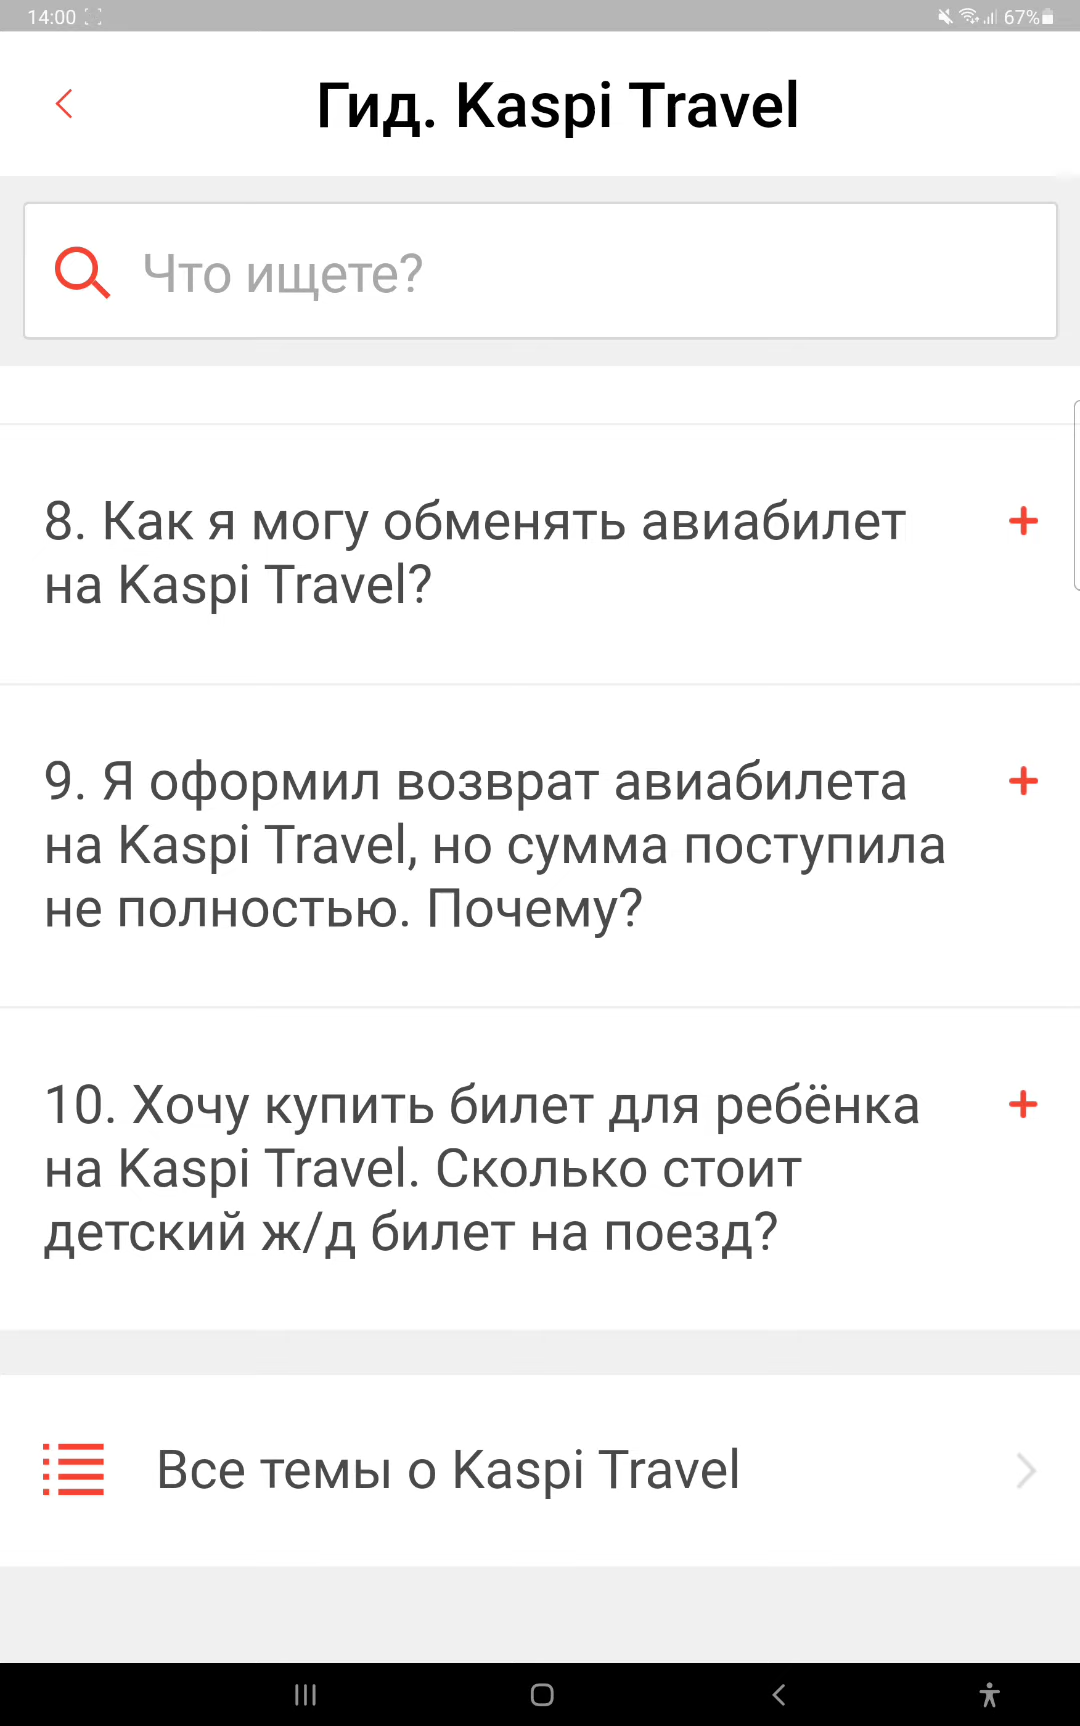 14:00
67%
Гид. Kaspi Travel
Что ищете?
8. Как я могу обменять авиабилет
на Kaspi Travel?
9. Я оформил возврат авиабилета
на Kaspi Travel, но сумма поступила
не полностью. Почему?
10. Хочу купить билет для ребёнка
на Kaspi Travel. Сколько стоит
детский ж/д билет на поезд?
Все темы о Kaspi Travel